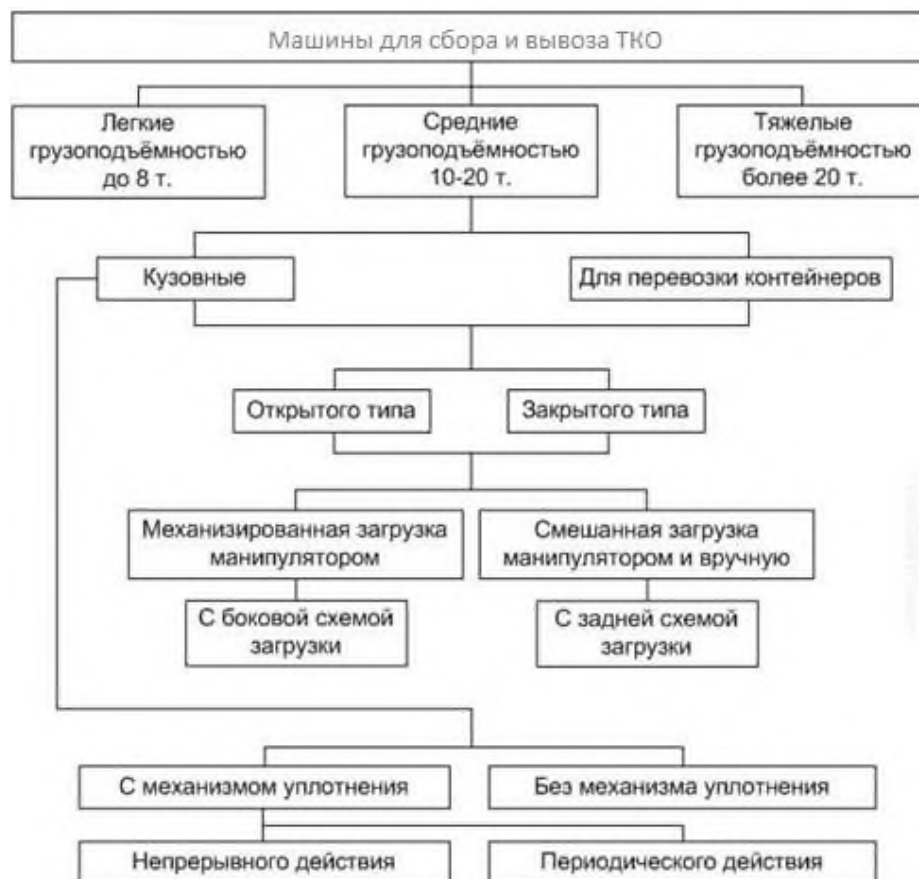 Машины для сбора и вывоза ТКО
Легкие
грузоподъёмностью
до 8 т.
Средние
грузоподъёмностью
10-20 т.
Тяжелые
грузоподъёмностью
более 20 т.
Кузовные
Для перевозки контейнеров
Открытого типа
Закрытого типа
Механизированная загрузка
манипулятором
Смешанная загрузка
манипулятором и вручную
С боковой схемой
загрузки
С задней схемой
загрузки
С механизмом уплотнения
Без механизма уплотнения
Непрерывного действия
Периодического действия